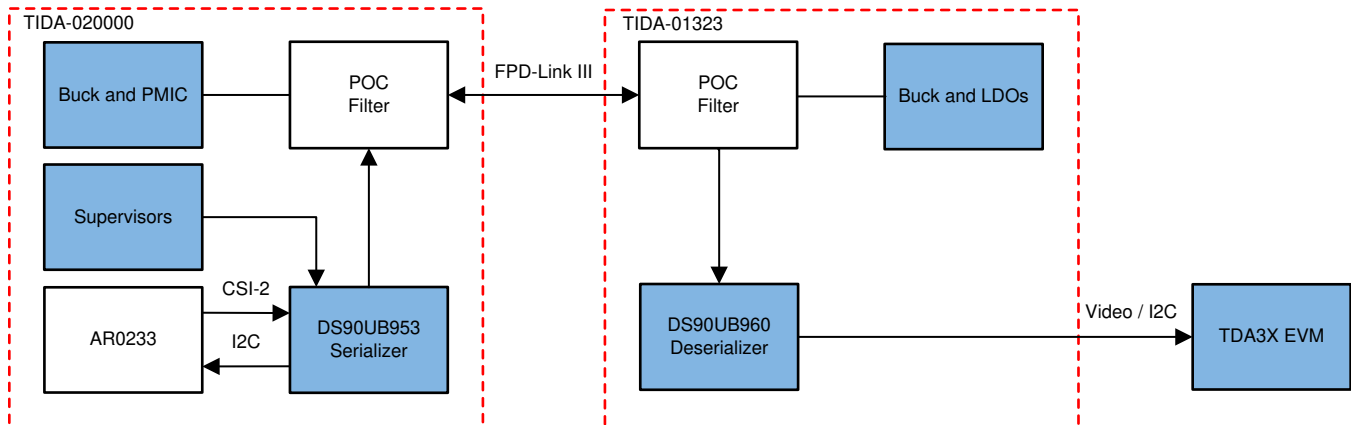 TIDA-020000
TIDA-01323
Buck and PMIC
POC
Filter
FPD-Link III
POC
Filter
Buck and LDOs
Supervisors
CSI-2
AR0233
I2C
DS90UB953
Serializer
DS90UB960
Deserializer
Video / I2C
TDA3X EVM